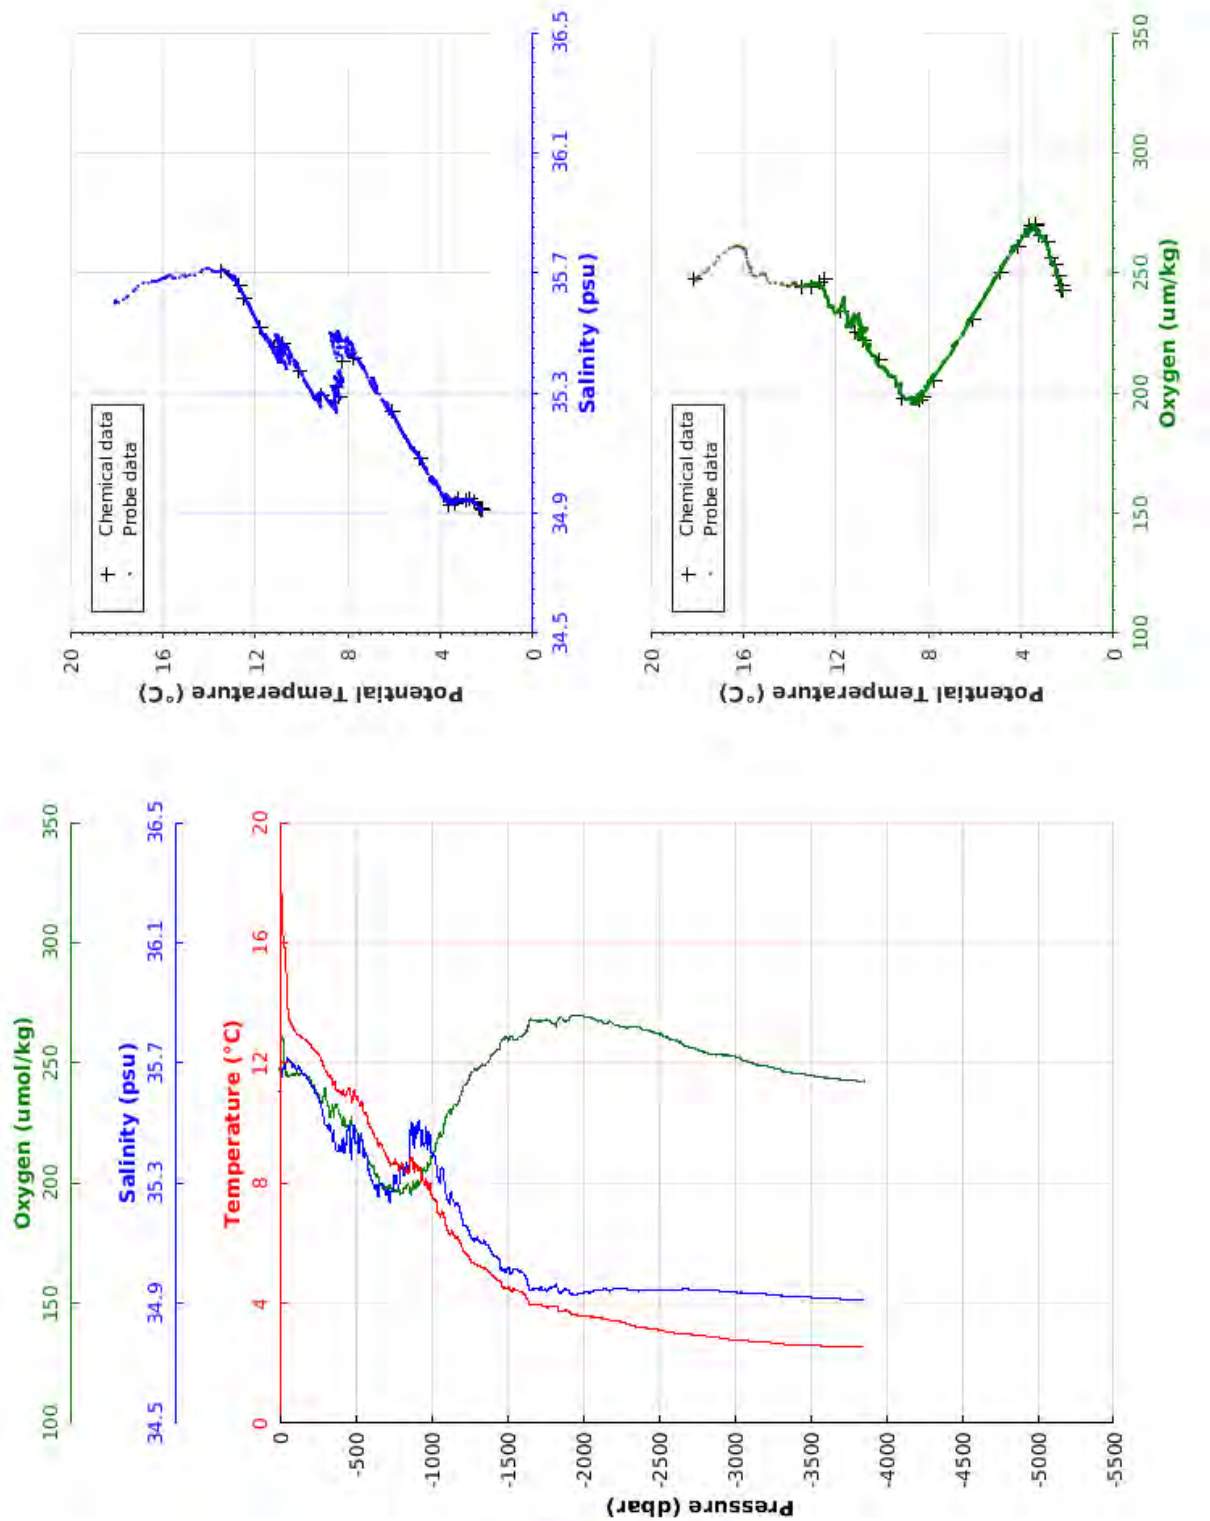 Oxygen (umol/kg)
100 150 200 250 300 350
Salinity (psu)
34.5 34.9 35.3 35.7 36.1 36.5
Temperature (°C)
0 4 8 12 16 20
Pressure (dbar)
0
-500
-1000
-1500
-2000
-2500
-3000
-3500
-4000
-4500
-5000
-5500
Potential Temperature (°C)
20
16
12
8
4
0
+ Chemical data
. Probe data
34.5 34.9 35.3 35.7 36.1 36.5
Salinity (psu)
Potential Temperature (°C)
20
16
12
8
4
0
+ Chemical data
. Probe data
100 150 200 250 300 350
Oxygen (um/kg)